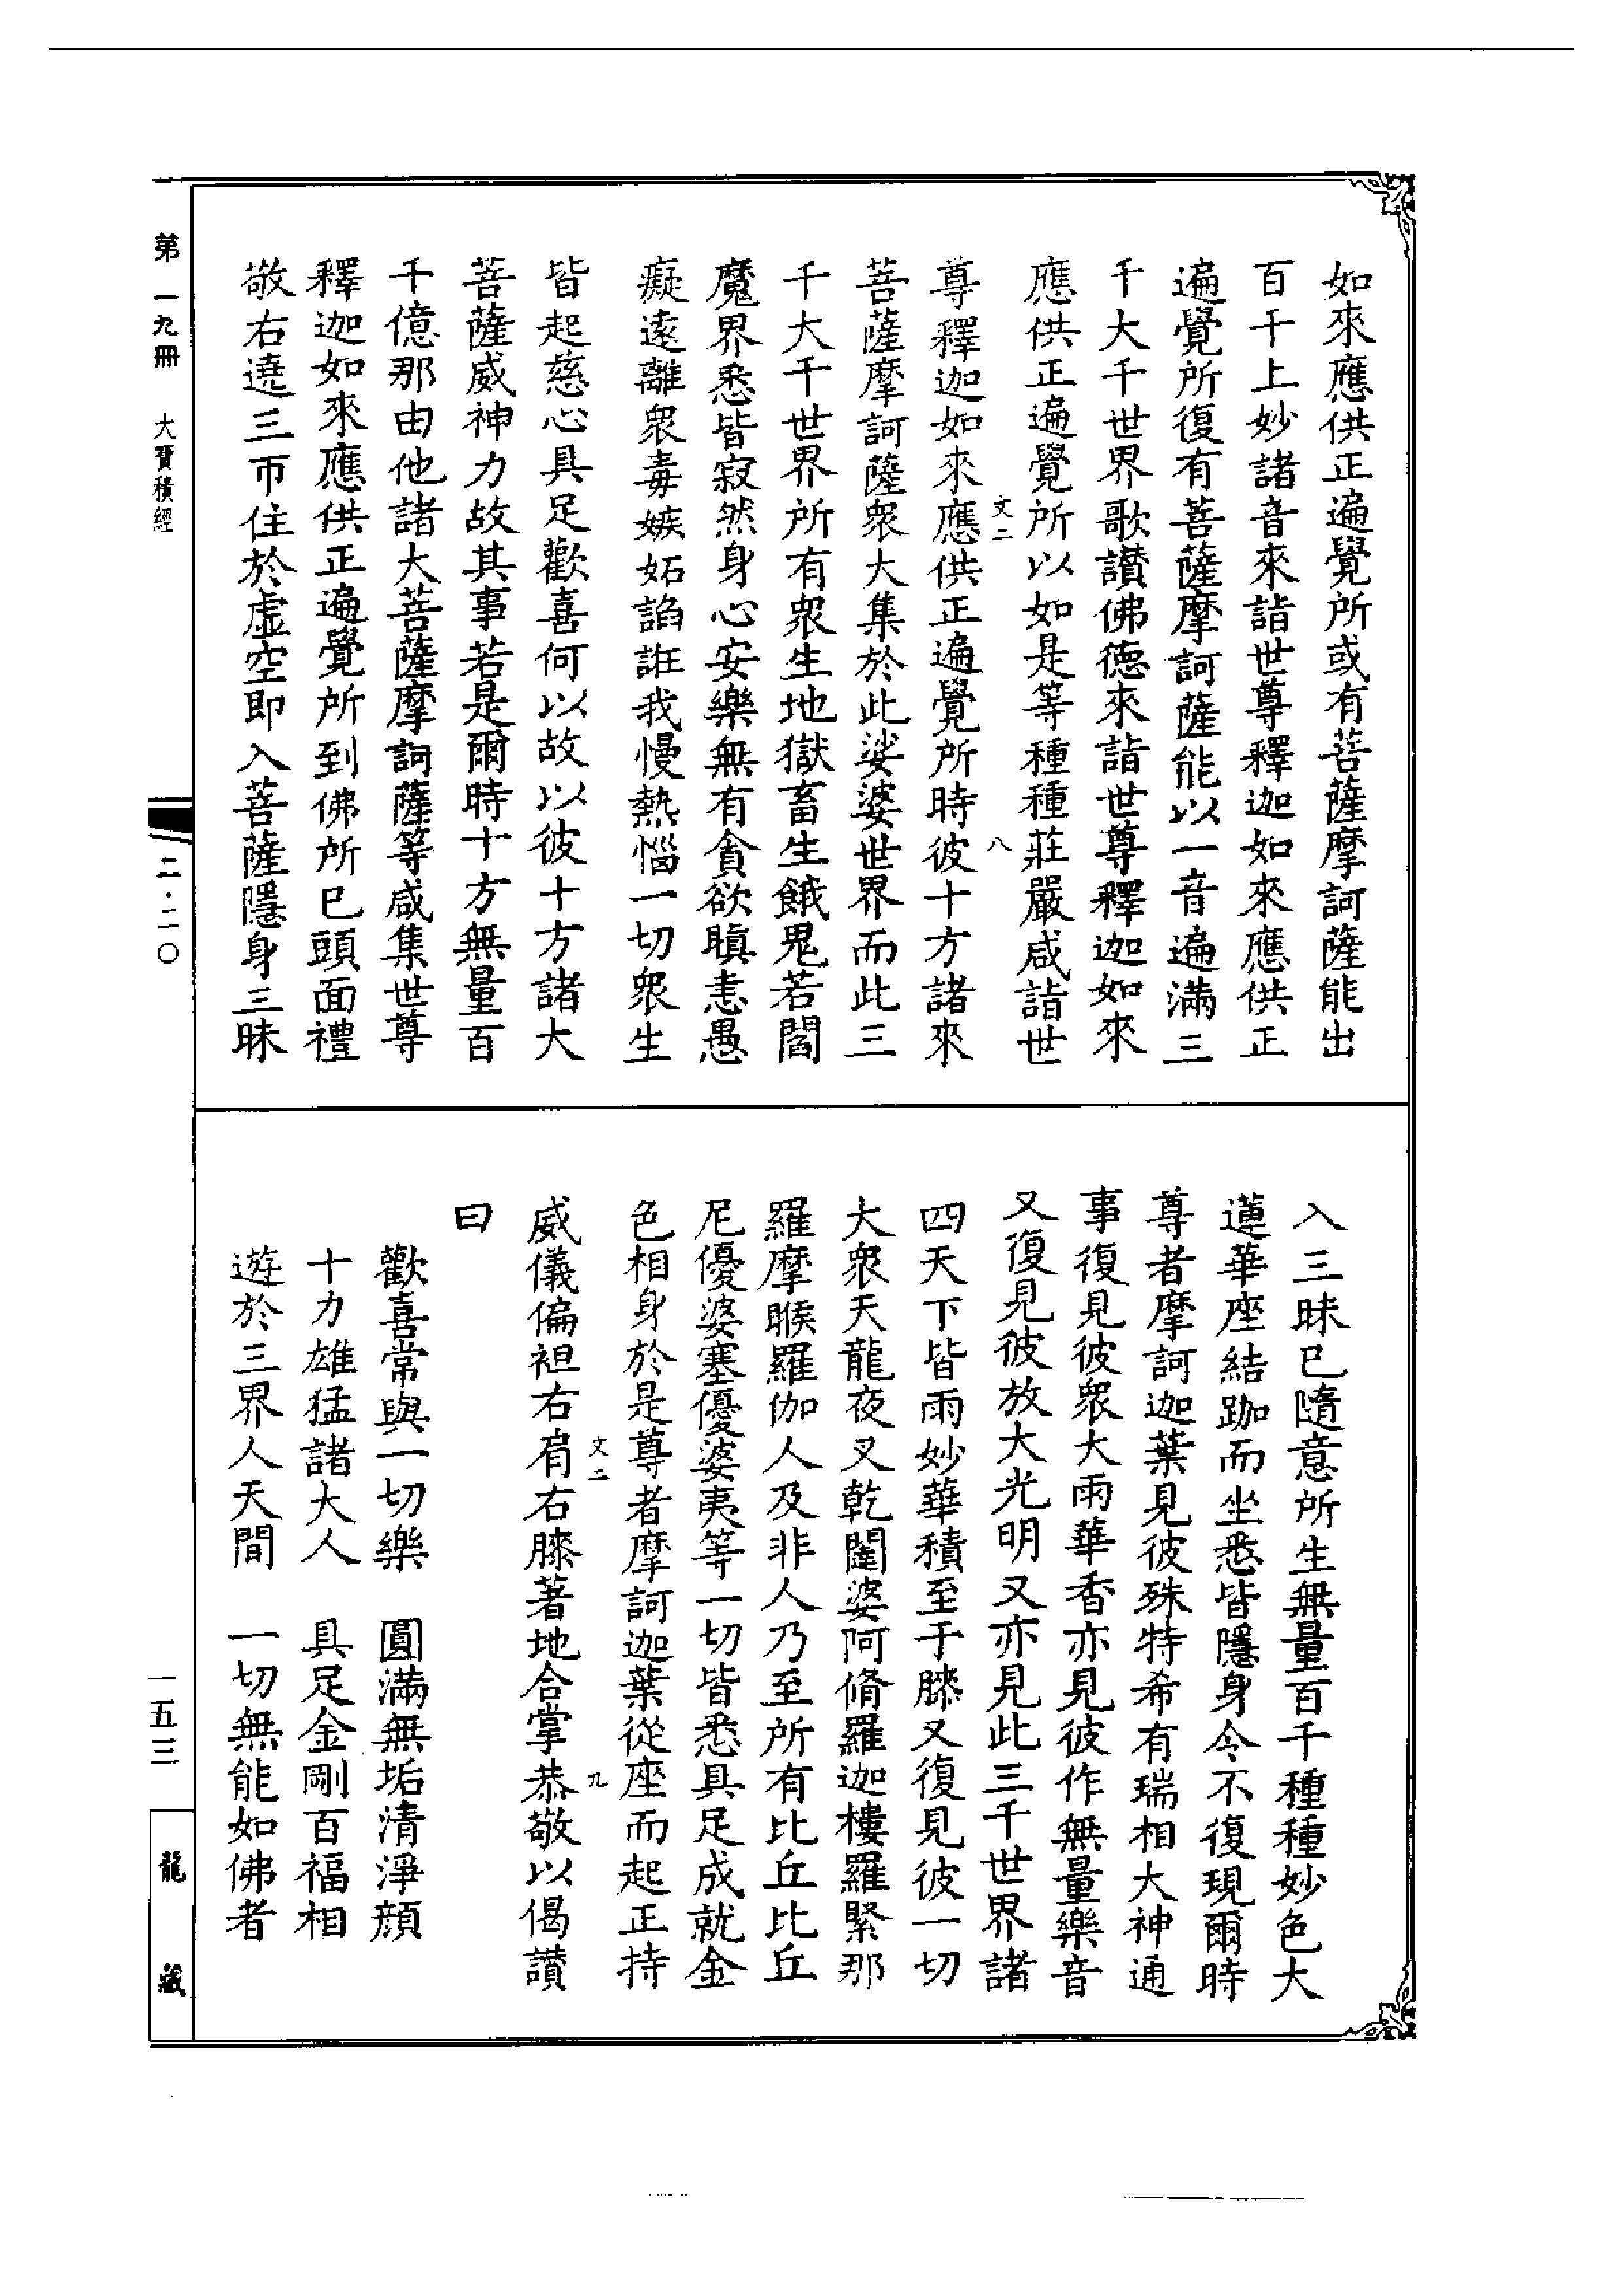 如來應供正遍覺所或有菩薩摩訶薩能出
百千上妙諸音來詣世尊釋迦如來應供正
遍覺所復有菩薩摩訶薩能以一音遍滿三
千大千世界歌讃佛德來詣世尊釋迦如來
應供正遍覺所以如是等種種莊嚴咸詣世
文二 八
尊釋迦如來應供正遍覺所時彼十方諸來
菩薩摩訶薩衆大集於此娑婆世界而此三
千大千世界所有衆生地獄畜生餓鬼若閻
魔界悉皆寂然身心安樂無有貪欲瞋恚愚
癡遠離衆毒嫉妬諂誑我慢熱惱一切衆生
皆起慈心具足歡喜何以故以彼十方諸大
菩薩威神力故其事若是爾時十方無量百
千億那由他諸大菩薩摩訶薩等咸集世尊
釋迦如來應供正遍覺所到佛所已頭面禮
敬右遶三帀住於虛空即入菩薩隱身三昧
入三昧已隨意所生無量百千種種妙色大
蓮華座結跏而坐悉皆隱身令不復現爾時
尊者摩訶迦葉見彼殊特希有瑞相大神通
事復見彼衆大雨華香亦見彼作無量樂音
又復見彼放大光明又亦見此三千世界諸
四天下皆雨妙華積至于膝又復見彼一切
大衆天龍夜叉乾闥婆阿脩羅迦樓羅緊那
羅摩睺羅伽人及非人乃至所有比丘比丘
尼優婆塞優婆夷等一切皆悉具足成就金
色相身於是尊者摩訶迦葉從座而起正持
文二 九
威儀偏袒右肩右膝著地合掌恭敬以偈讃
曰
歡喜常與一切樂 圓滿無垢清淨顏
十力雄猛諸大人 具足金剛百福相
遊於三界人天間 一切無能如佛者
第一九冊 大寶積經
二·二〇
一五三
龍藏